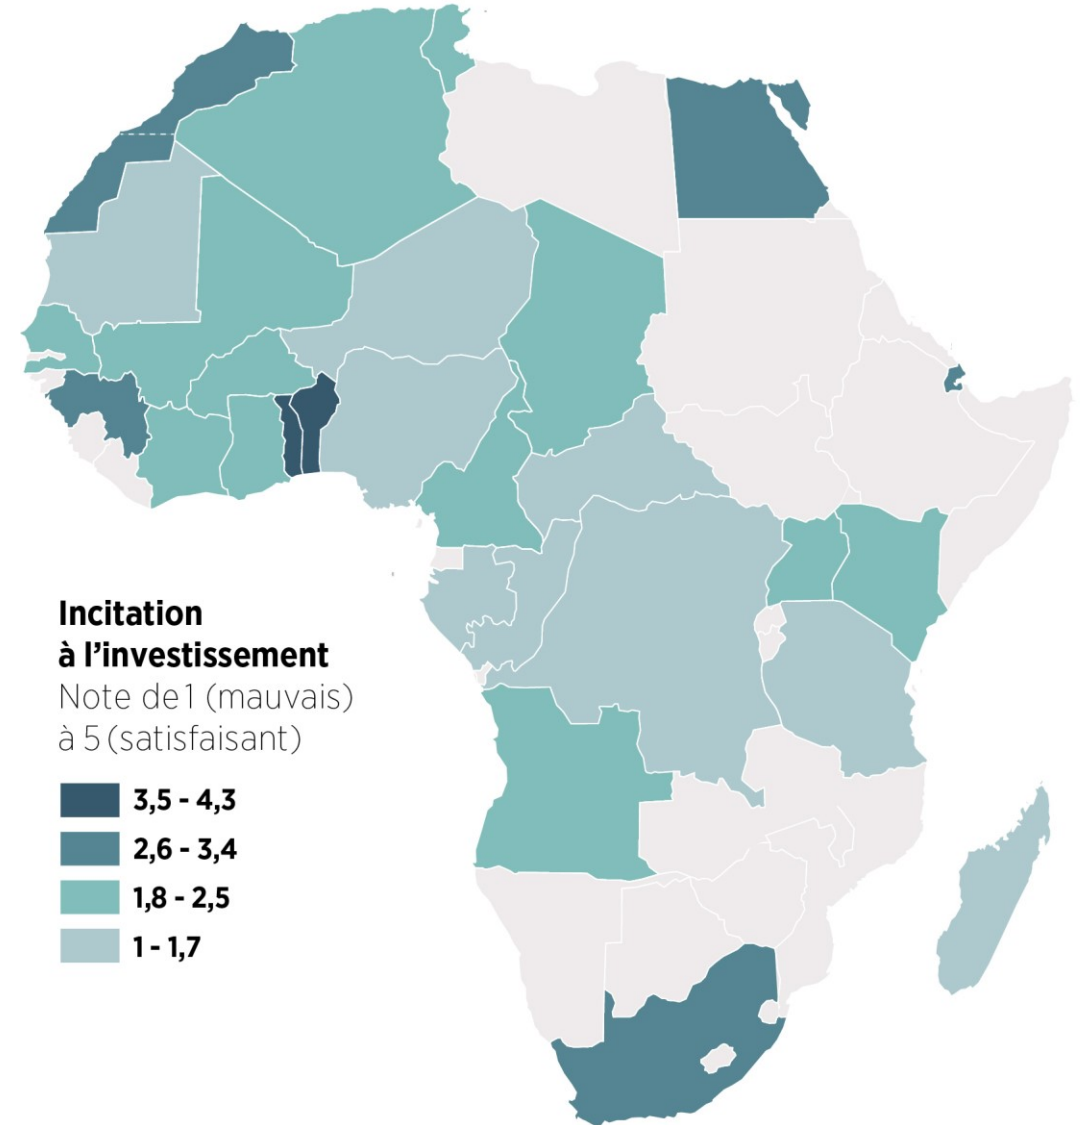 Incitation
à l’investissement
Note de 1 (mauvais)
à 5 (satisfaisant)
3,5 - 4,3
2,6 - 3,4
1,8 - 2,5
1 - 1,7